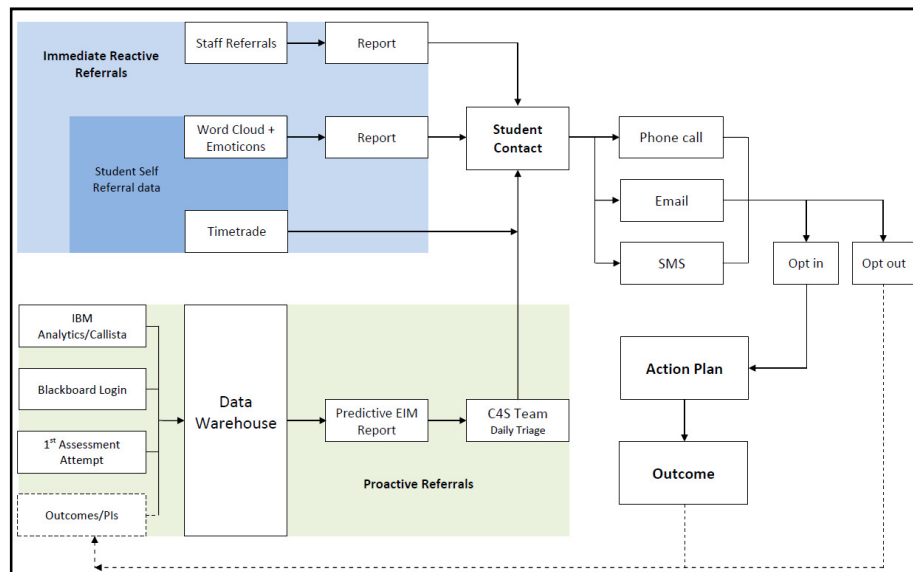 Staff Referrals
Report
Immediate Reactive
Referrals
Word Cloud +
Emoticons
Report
Student
Contact
Phone call
Student Self
Referral data
Email
Timetrade
SMS
Opt in
Opt out
IBM
Analytics/Callista
Blackboard Login
1st Assessment
Attempt
Outcomes/PIs
Data
Warehouse
Predictive EIM
Report
C4S Team
Daily Triage
Proactive Referrals
Action Plan
Outcome